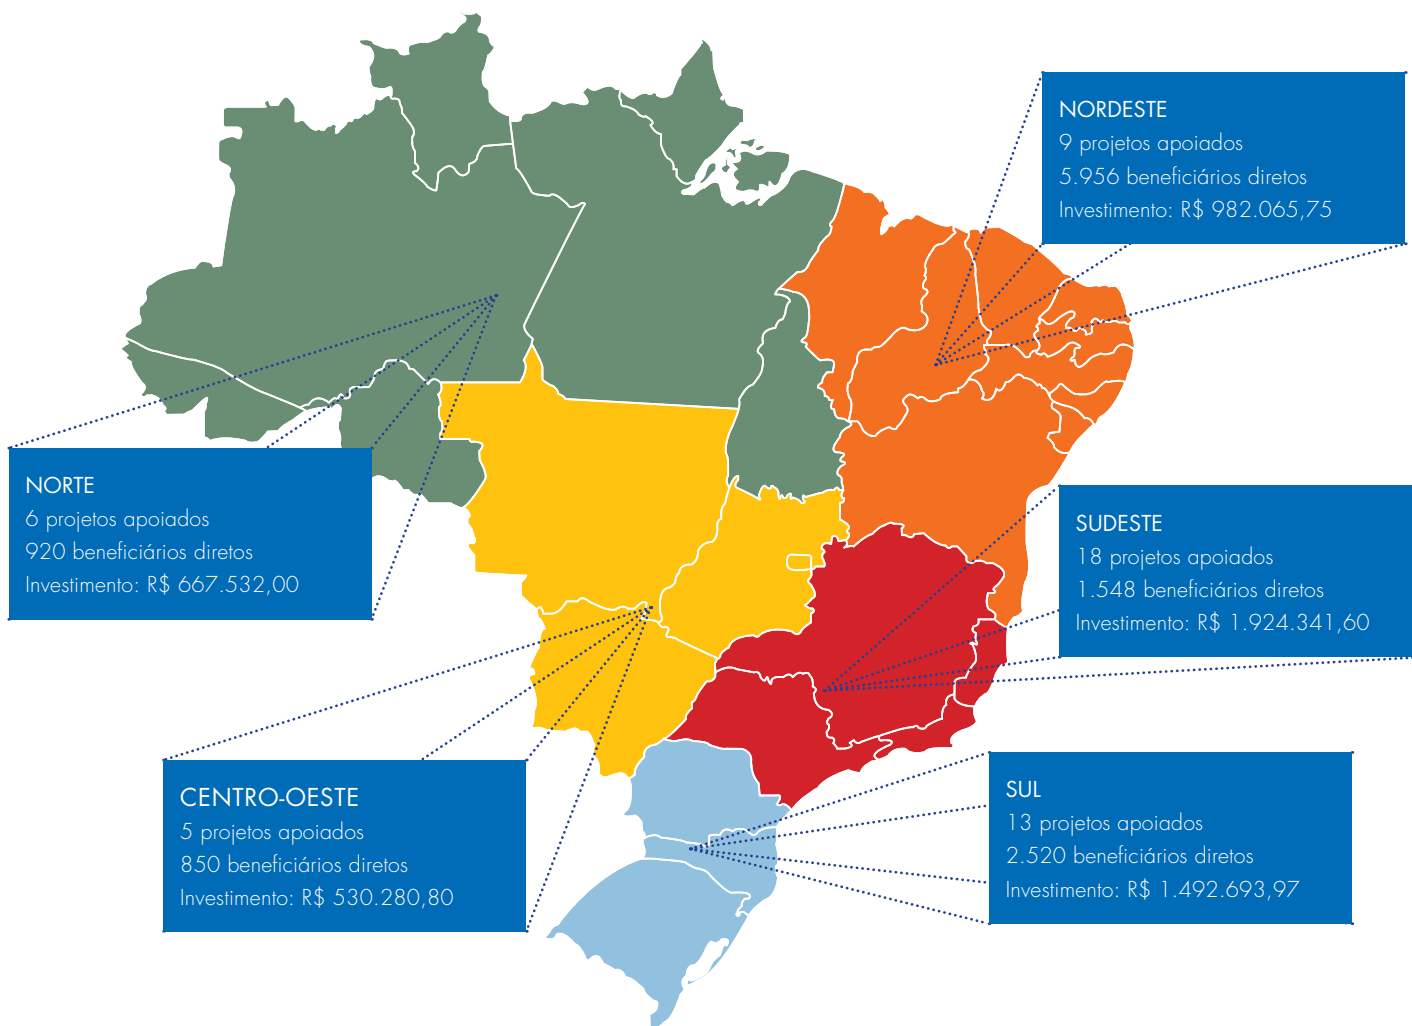 NORDESTE
9 projetos apoiados
5.956 beneficiários diretos
Investimento: R$ 982.065,75
NORTE
6 projetos apoiados
920 beneficiários diretos
Investimento: R$ 667.532,00
SUDESTE
18 projetos apoiados
1.548 beneficiários diretos
Investimento: R$ 1.924.341,60
CENTRO-OESTE
5 projetos apoiados
850 beneficiários diretos
Investimento: R$ 530.280,80
SUL
13 projetos apoiados
2.520 beneficiários diretos
Investimento: R$ 1.492.693,97